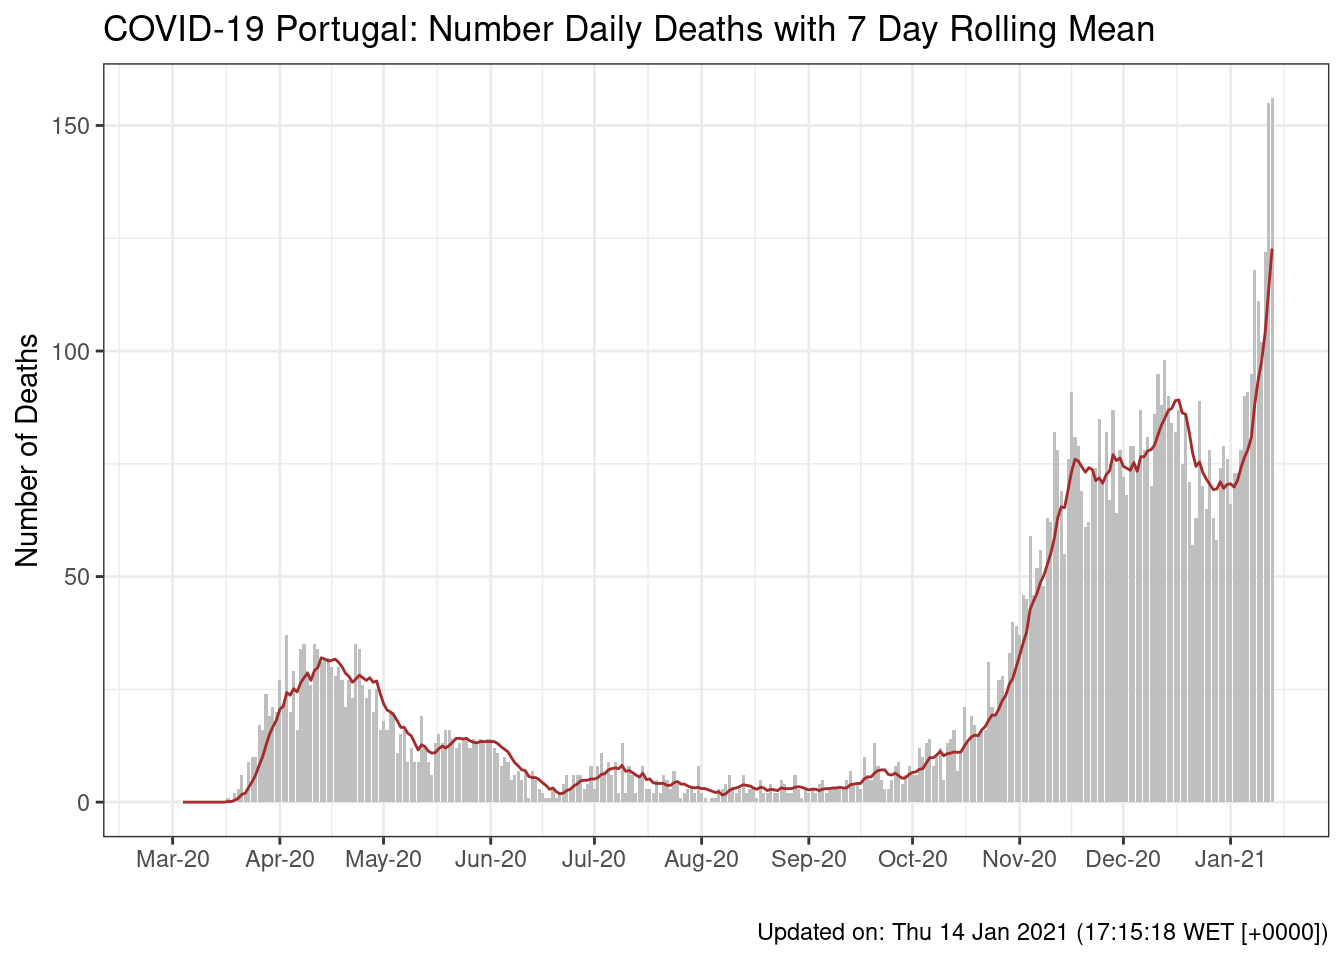 COVID-19 Portugal: Number Daily Deaths with 7 Day Rolling Mean
Number of Deaths
150
100
50
0
Mar-20 Apr-20 May-20 Jun-20 Jul-20 Aug-20 Sep-20 Oct-20 Nov-20 Dec-20 Jan-21
Updated on: Thu 14 Jan 2021 (17:15:18 WET [+0000])